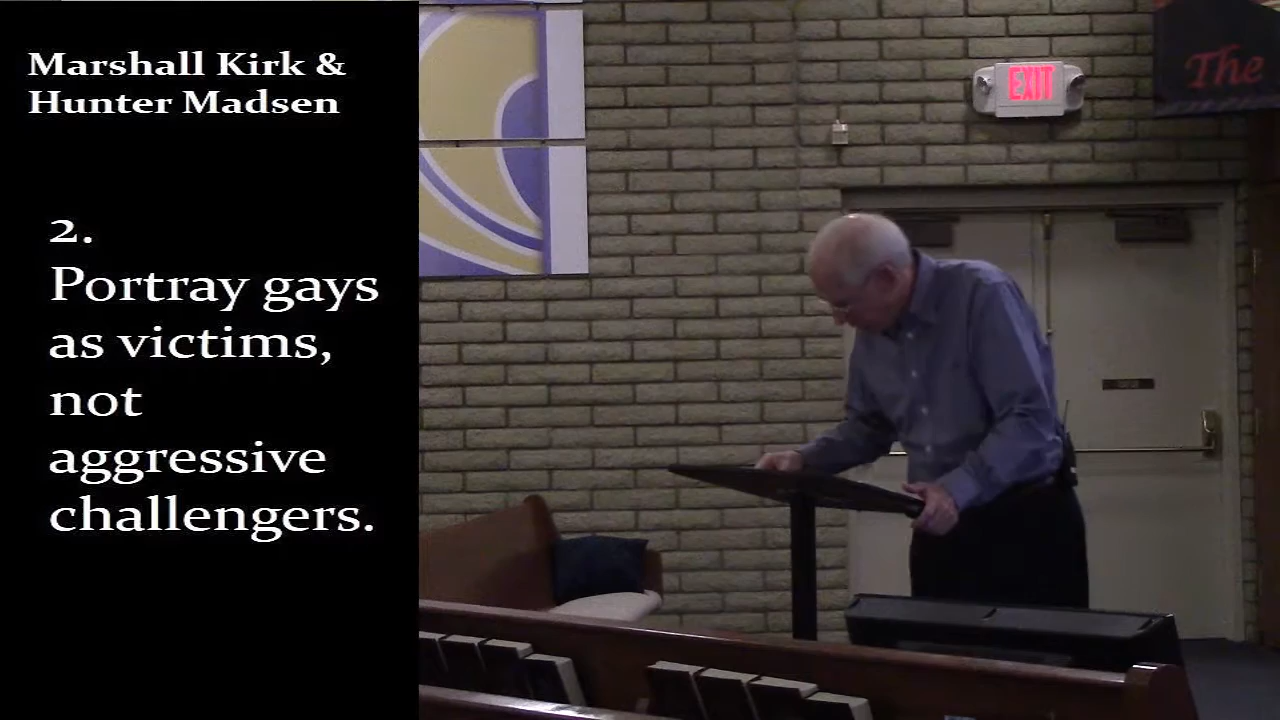 Marshall Kirk &
Hunter Madsen
2.
Portray gays
as victims,
not
aggressive
challengers.
EXIT
The